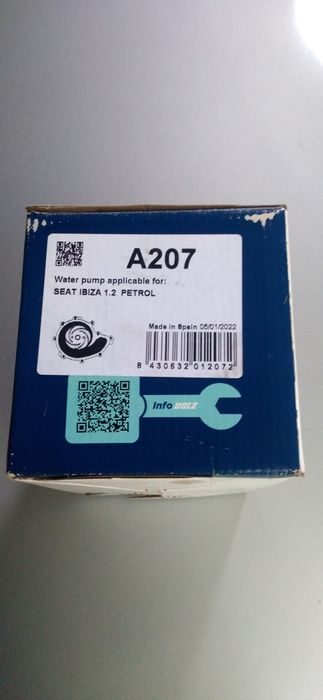 A207
Water pump applicable for:
SEAT IBIZA 1.2 PETROL
Made in Spain 05/01/2022
8 430632 012072
Info DOLZ